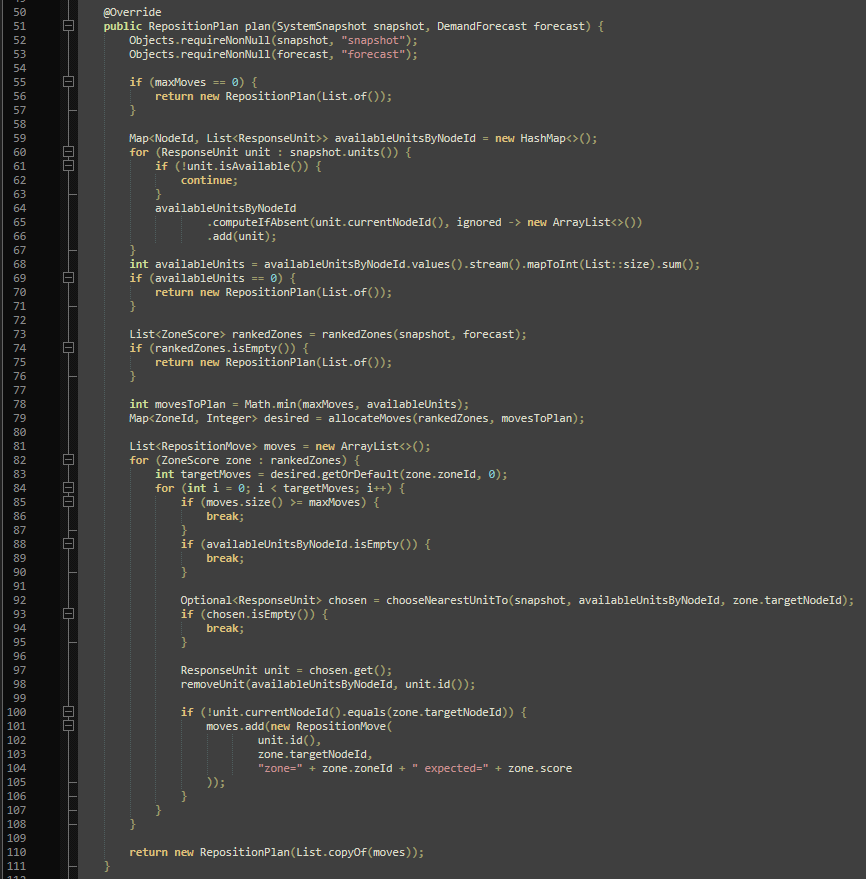 50 @Override
51 public RepositionPlan plan(SystemSnapshot snapshot, DemandForecast forecast) {
52 Objects.requireNonNull(snapshot, "snapshot");
53 Objects.requireNonNull(forecast, "forecast");
54
55 if (maxMoves == 0) {
56 return new RepositionPlan(List.of());
57 }
58
59 Map<NodeId, List<ResponseUnit>> availableUnitsByNodeId = new HashMap<>();
60 for (ResponseUnit unit : snapshot.units()) {
61 if (!unit.isAvailable()) {
62 continue;
63 }
64 availableUnitsByNodeId
65 .computeIfAbsent(unit.currentNodeId(), ignored -> new ArrayList<>())
66 .add(unit);
67 }
68 int availableUnits = availableUnitsByNodeId.values().stream().mapToInt(List::size).sum();
69 if (availableUnits == 0) {
70 return new RepositionPlan(List.of());
71 }
72
73 List<ZoneScore> rankedZones = rankedZones(snapshot, forecast);
74 if (rankedZones.isEmpty()) {
75 return new RepositionPlan(List.of());
76 }
77
78 int movesToPlan = Math.min(maxMoves, availableUnits);
79 Map<ZoneId, Integer> desired = allocateMoves(rankedZones, movesToPlan);
80
81 List<RepositionMove> moves = new ArrayList<>();
82 for (ZoneScore zone : rankedZones) {
83 int targetMoves = desired.getOrDefault(zone.zoneId, 0);
84 for (int i = 0; i < targetMoves; i++) {
85 if (moves.size() >= maxMoves) {
86 break;
87 }
88 if (availableUnitsByNodeId.isEmpty()) {
89 break;
90 }
91
92 Optional<ResponseUnit> chosen = chooseNearestUnitTo(snapshot, availableUnitsByNodeId, zone.targetNodeId);
93 if (chosen.isEmpty()) {
94 break;
95 }
96
97 ResponseUnit unit = chosen.get();
98 removeUnit(availableUnitsByNodeId, unit.id());
99
100 if (!unit.currentNodeId().equals(zone.targetNodeId)) {
101 moves.add(new RepositionMove(
102 unit.id(),
103 zone.targetNodeId,
104 "zone=" + zone.zoneId + " expected=" + zone.score
105 ));
106 }
107 }
108 }
109
110 return new RepositionPlan(List.copyOf(moves));
111 }